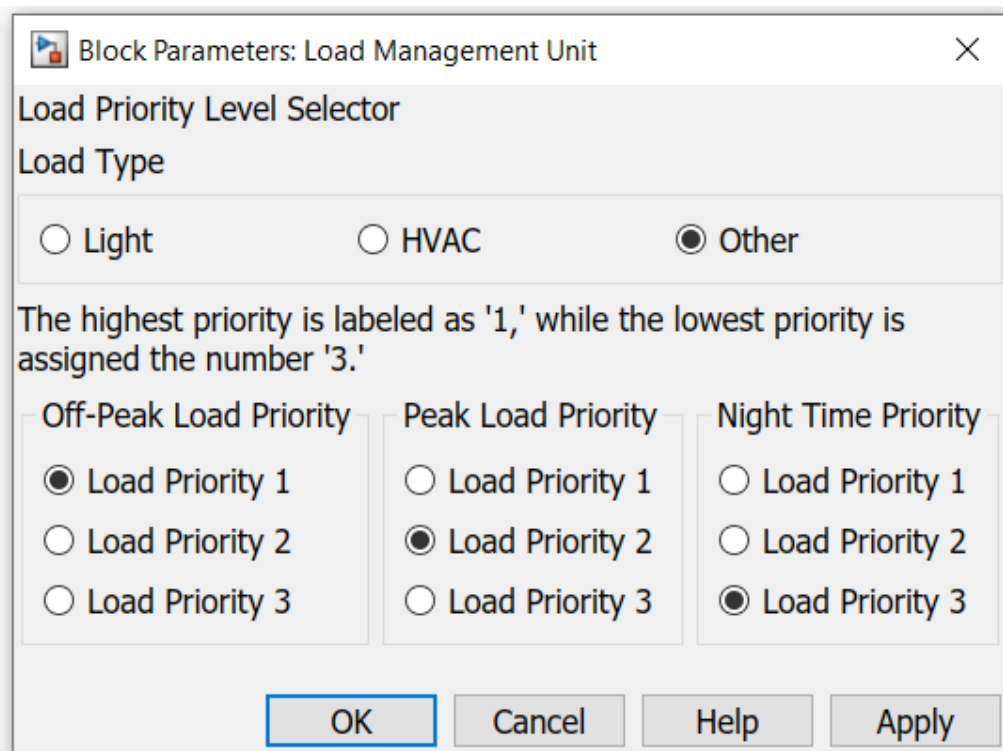 Block Parameters: Load Management Unit
Load Priority Level Selector
Load Type
Light HVAC Other
The highest priority is labeled as '1,' while the lowest priority is
assigned the number '3.'
Off-Peak Load Priority Peak Load Priority Night Time Priority
Load Priority 1 Load Priority 1 Load Priority 1
Load Priority 2 Load Priority 2 Load Priority 2
Load Priority 3 Load Priority 3 Load Priority 3
OK Cancel Help Apply